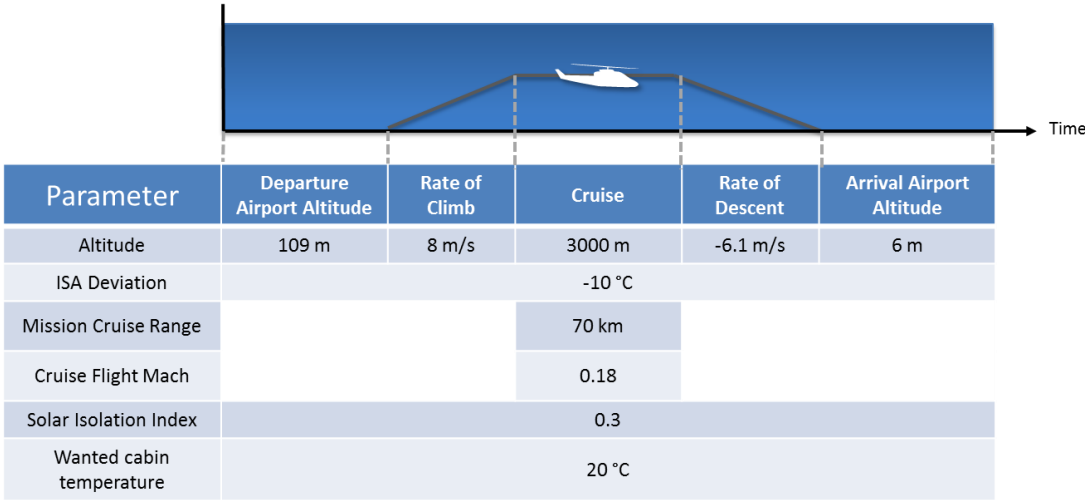 Time
Parameter
Departure
Airport Altitude
Rate of
Climb
Cruise
Rate of
Descent
Arrival Airport
Altitude
Altitude
109 m
8 m/s
3000 m
-6.1 m/s
6 m
ISA Deviation
-10 °C
Mission Cruise Range
70 km
Cruise Flight Mach
0.18
Solar Isolation Index
0.3
Wanted cabin
temperature
20 °C